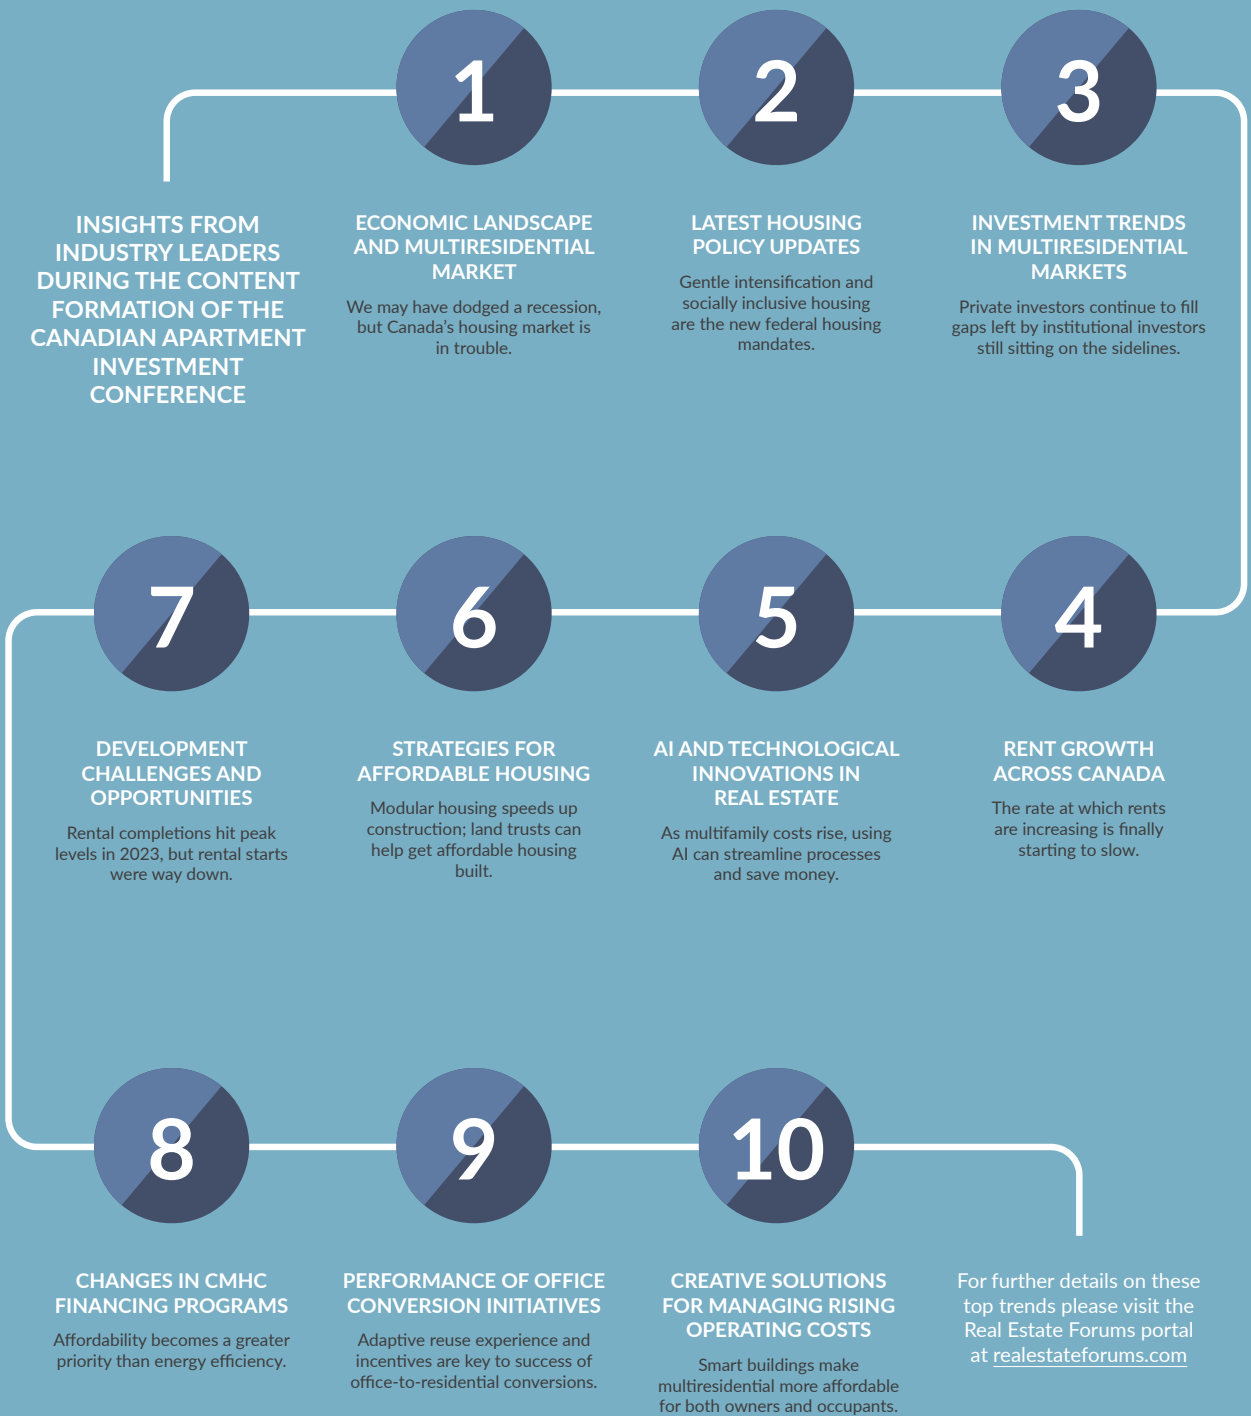 INSIGHTS FROM
INDUSTRY LEADERS
DURING THE CONTENT
FORMATION OF THE
CANADIAN APARTMENT
INVESTMENT
CONFERENCE
1
ECONOMIC LANDSCAPE
AND MULTIRESIDENTIAL
MARKET
We may have dodged a recession,
but Canada's housing market is
in trouble.
2
LATEST HOUSING
POLICY UPDATES
Gentle intensification and
socially inclusive housing
are the new federal housing
mandates.
3
INVESTMENT TRENDS
IN MULTIRESIDENTIAL
MARKETS
Private investors continue to fill
gaps left by institutional investors
still sitting on the sidelines.
4
RENT GROWTH
ACROSS CANADA
The rate at which rents
are increasing is finally
starting to slow.
5
AI AND TECHNOLOGICAL
INNOVATIONS IN
REAL ESTATE
As multifamily costs rise, using
AI can streamline processes
and save money.
6
STRATEGIES FOR
AFFORDABLE HOUSING
Modular housing speeds up
construction; land trusts can
help get affordable housing
built.
7
DEVELOPMENT
CHALLENGES AND
OPPORTUNITIES
Rental completions hit peak
levels in 2023, but rental starts
were way down.
8
CHANGES IN CMHC
FINANCING PROGRAMS
Affordability becomes a greater
priority than energy efficiency.
9
PERFORMANCE OF OFFICE
CONVERSION INITIATIVES
Adaptive reuse experience and
incentives are key to success of
office-to-residential conversions.
10
CREATIVE SOLUTIONS
FOR MANAGING RISING
OPERATING COSTS
Smart buildings make
multiresidential more affordable
for both owners and occupants.
For further details on these
top trends please visit the
Real Estate Forums portal
at realestateforums.com